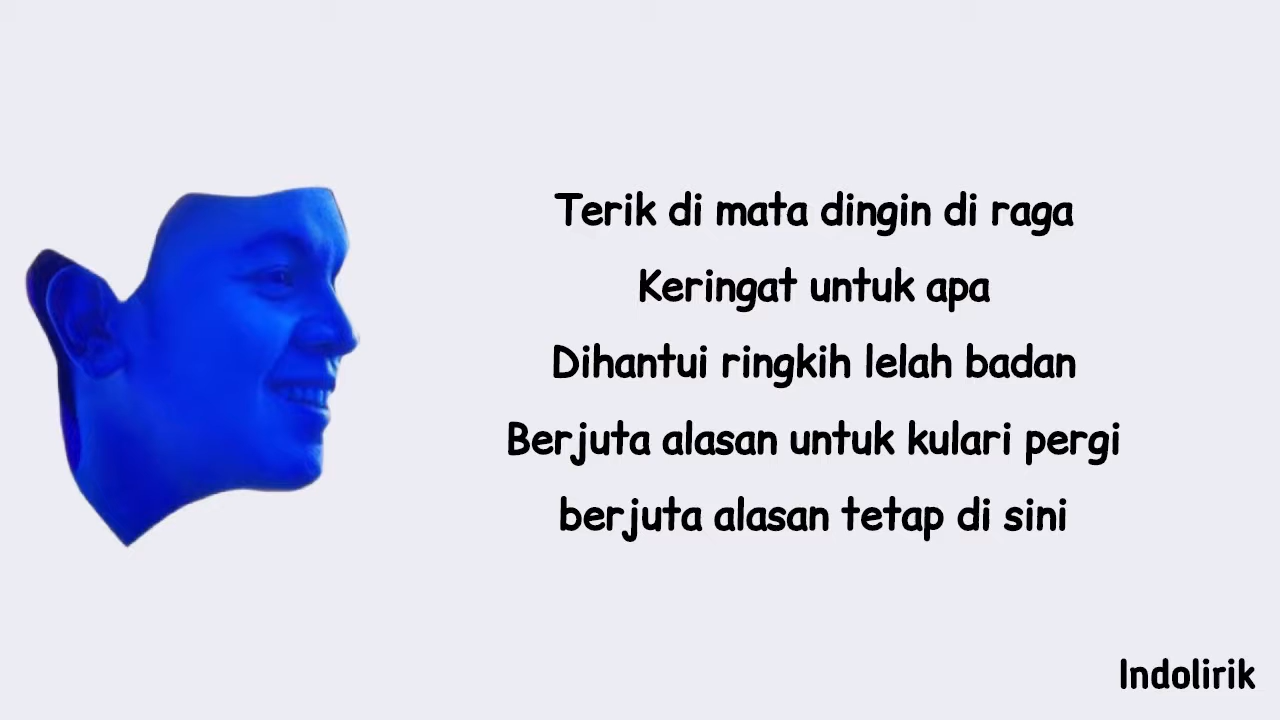 Terik di mata dingin di raga
Keringat untuk apa
Dihantui ringkih lelah badan
Berjuta alasan untuk kulari pergi
berjuta alasan tetap di sini
Indolirik